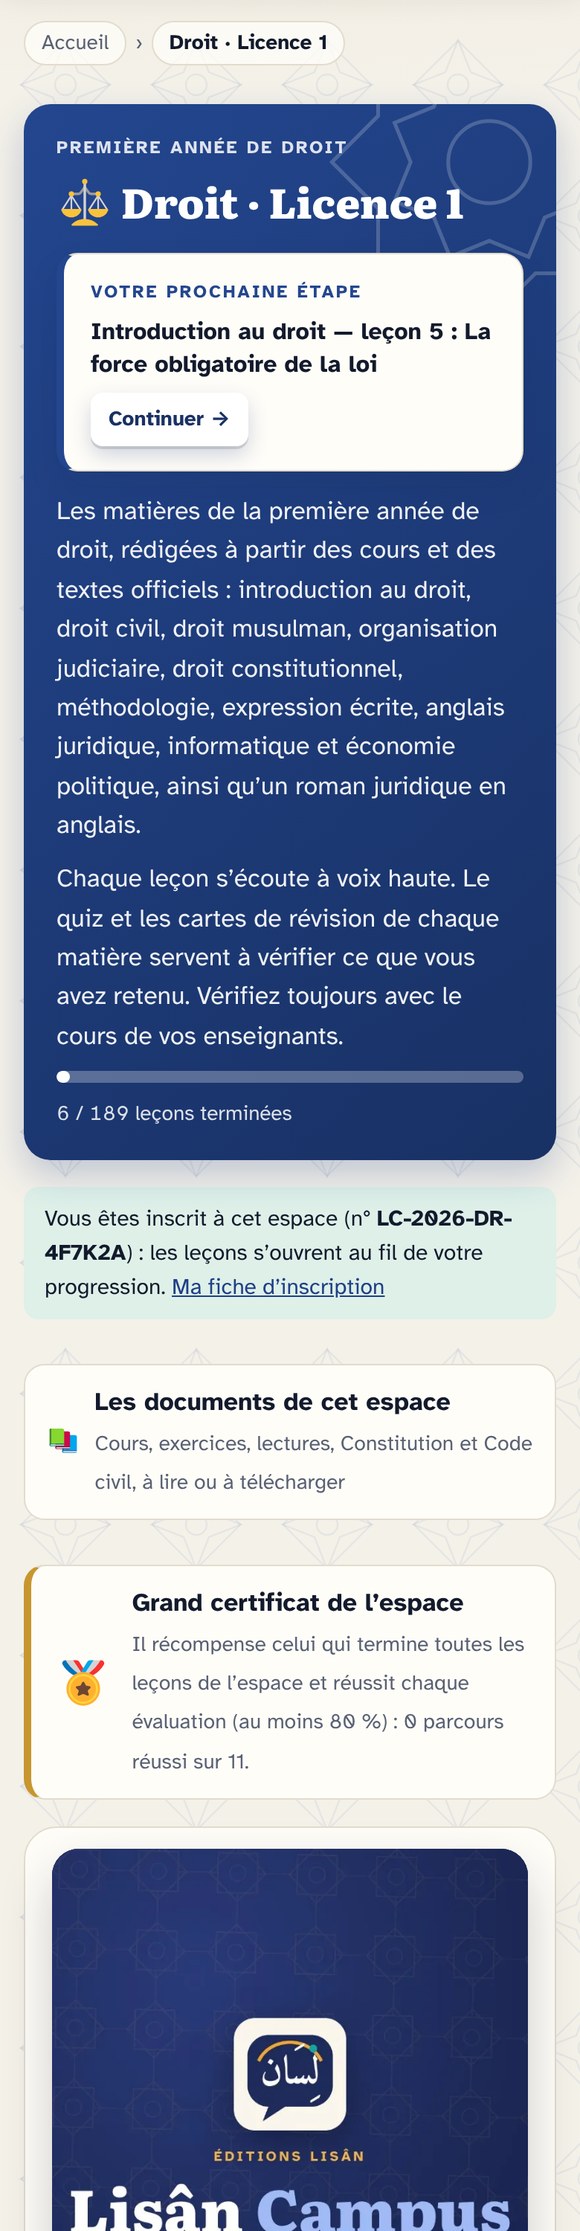 Accueil › Droit · Licence 1
PREMIÈRE ANNÉE DE DROIT
Droit · Licence 1
VOTRE PROCHAINE ÉTAPE
Introduction au droit — leçon 5 : La
force obligatoire de la loi
Continuer →
Les matières de la première année de
droit, rédigées à partir des cours et des
textes officiels : introduction au droit,
droit civil, droit musulman, organisation
judiciaire, droit constitutionnel,
méthodologie, expression écrite, anglais
juridique, informatique et économie
politique, ainsi qu’un roman juridique en
anglais.
Chaque leçon s’écoute à voix haute. Le
quiz et les cartes de révision de chaque
matière servent à vérifier ce que vous
avez retenu. Vérifiez toujours avec le
cours de vos enseignants.
6 / 189 leçons terminées
Vous êtes inscrit à cet espace (n° LC-2026-DR-
4F7K2A) : les leçons s’ouvrent au fil de votre
progression. Ma fiche d’inscription
Les documents de cet espace
Cours, exercices, lectures, Constitution et Code
civil, à lire ou à télécharger
Grand certificat de l’espace
Il récompense celui qui termine toutes les
leçons de l’espace et réussit chaque
évaluation (au moins 80 %) : 0 parcours
réussi sur 11.
لِسَان
ÉDITIONS LISÂN
Lisân Campus